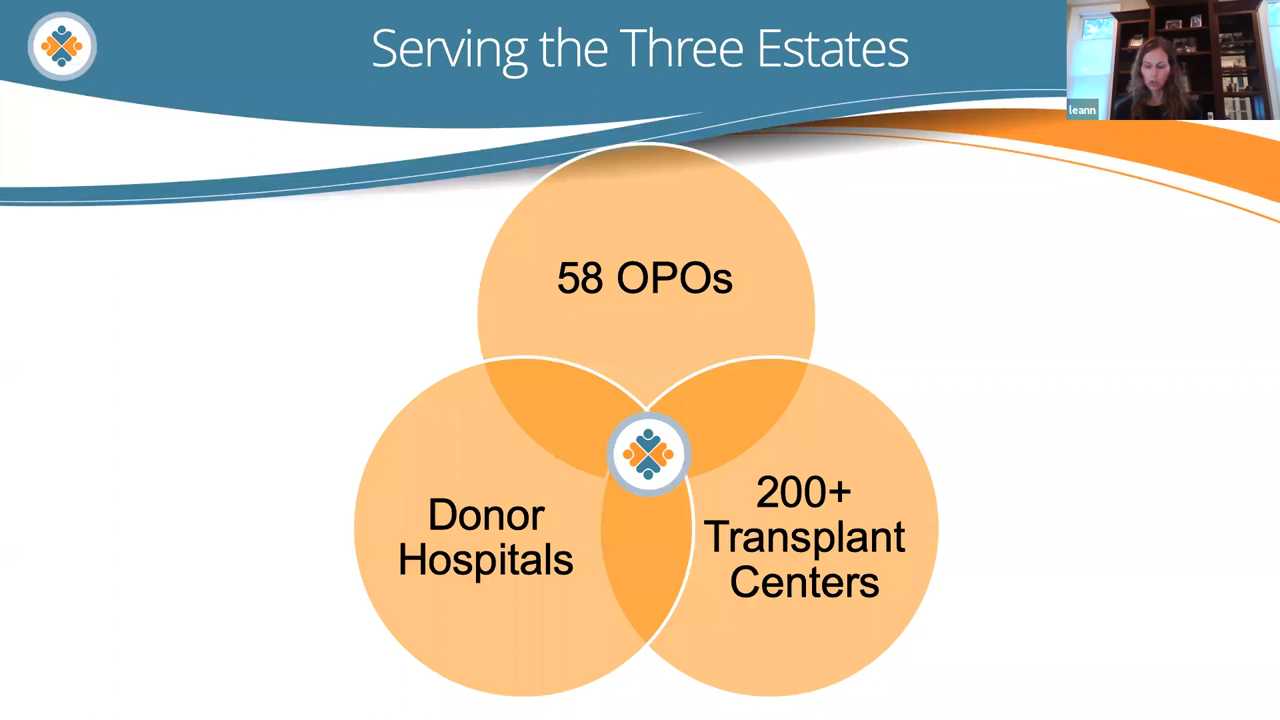 Serving the Three Estates
leann
58 OPOs
Donor
Hospitals
200+
Transplant
Centers